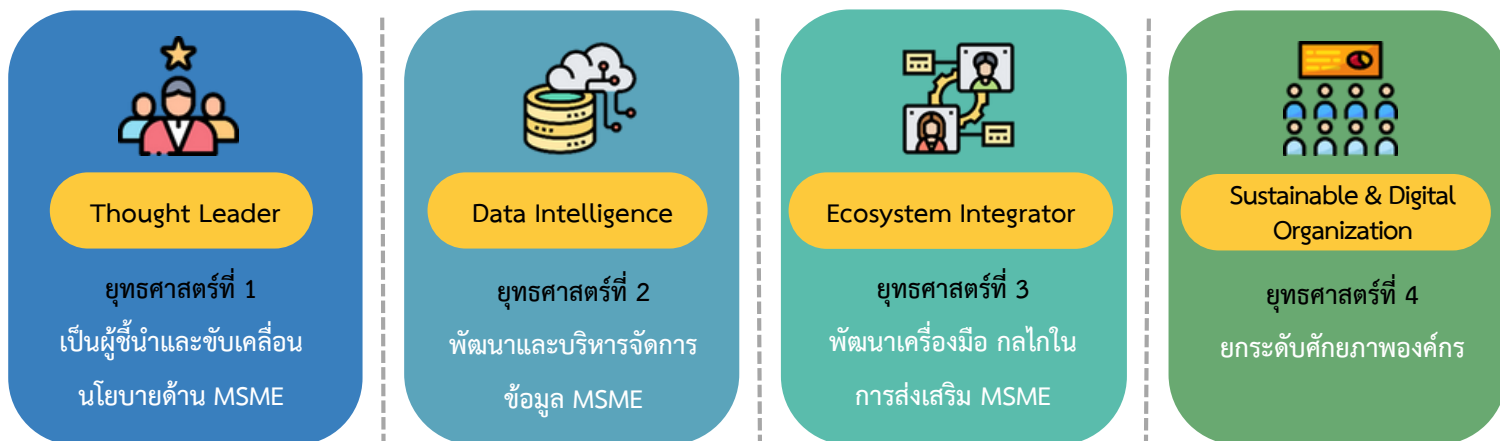 Thought Leader
ยุทธศาสตร์ที่ 1
เป็นผู้ชี้นำและขับเคลื่อน
นโยบายด้าน MSME
Data Intelligence
ยุทธศาสตร์ที่ 2
พัฒนาและบริหารจัดการ
ข้อมูล MSME
Ecosystem Integrator
ยุทธศาสตร์ที่ 3
พัฒนาเครื่องมือ กลไกใน
การส่งเสริม MSME
Sustainable & Digital
Organization
ยุทธศาสตร์ที่ 4
ยกระดับศักยภาพองค์กร